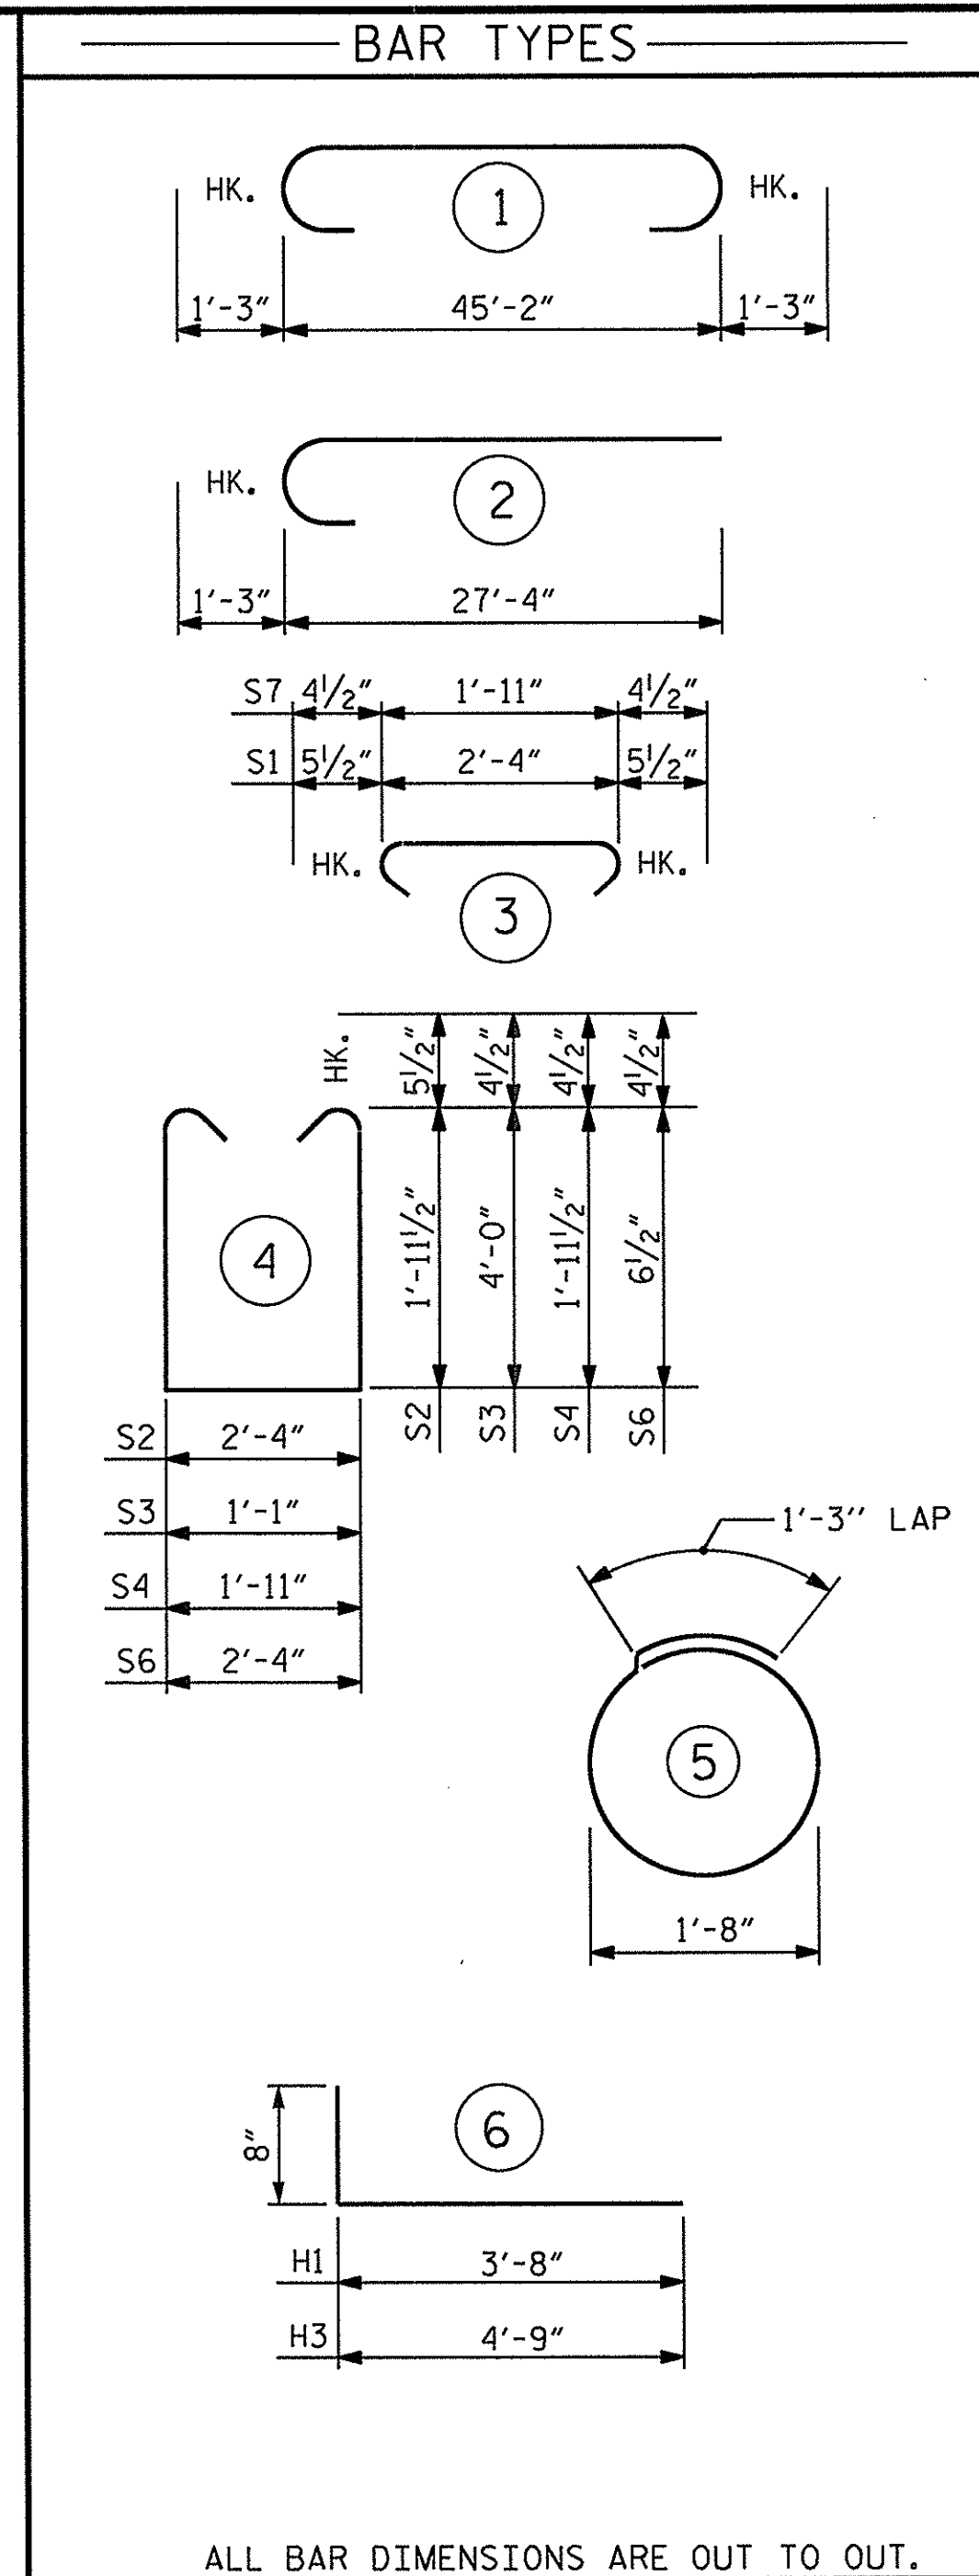 BAR TYPES
HK. 1 HK.
1'-3" 45'-2" 1'-3"
HK. 2
1'-3" 27'-4"
S7 4½" 1'-11" 4½"
S1 5½" 2'-4" 5½"
HK. 3 HK.
HK. 5½" 4½" 4½" 4½"
4 1'-11½" 4'-0" 1'-11½" 6½"
S2 S3 S4 S6
S2 2'-4"
S3 1'-1"
S4 1'-11"
S6 2'-4"
1'-3" LAP
5
1'-8"
8" 6
H1 3'-8"
H3 4'-9"
ALL BAR DIMENSIONS ARE OUT TO OUT.